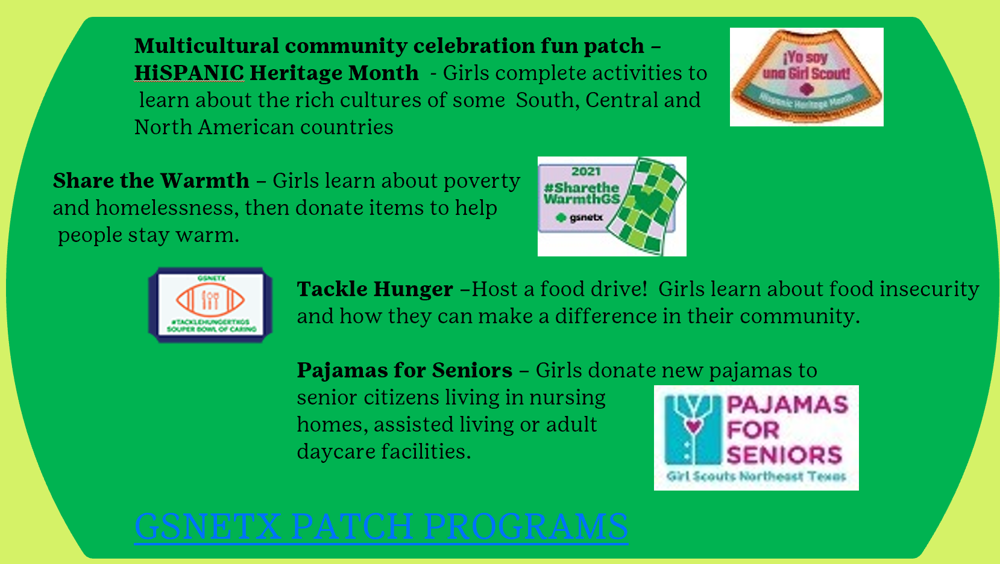 Multicultural community celebration fun patch –
HiSPANIC Heritage Month - Girls complete activities to
learn about the rich cultures of some South, Central and
North American countries
¡Yo soy
una Girl Scout!
Hispanic Heritage Month
Share the Warmth – Girls learn about poverty
and homelessness, then donate items to help
people stay warm.
2021
#Sharethe
WarmthGS
gsnetx
GSNETX
#TACKLEHUNGERTXGS
SOUPER BOWL OF CARING
Tackle Hunger –Host a food drive! Girls learn about food insecurity
and how they can make a difference in their community.
Pajamas for Seniors – Girls donate new pajamas to
senior citizens living in nursing
homes, assisted living or adult
daycare facilities.
PAJAMAS
FOR
SENIORS
Girl Scouts Northeast Texas
GSNETX PATCH PROGRAMS